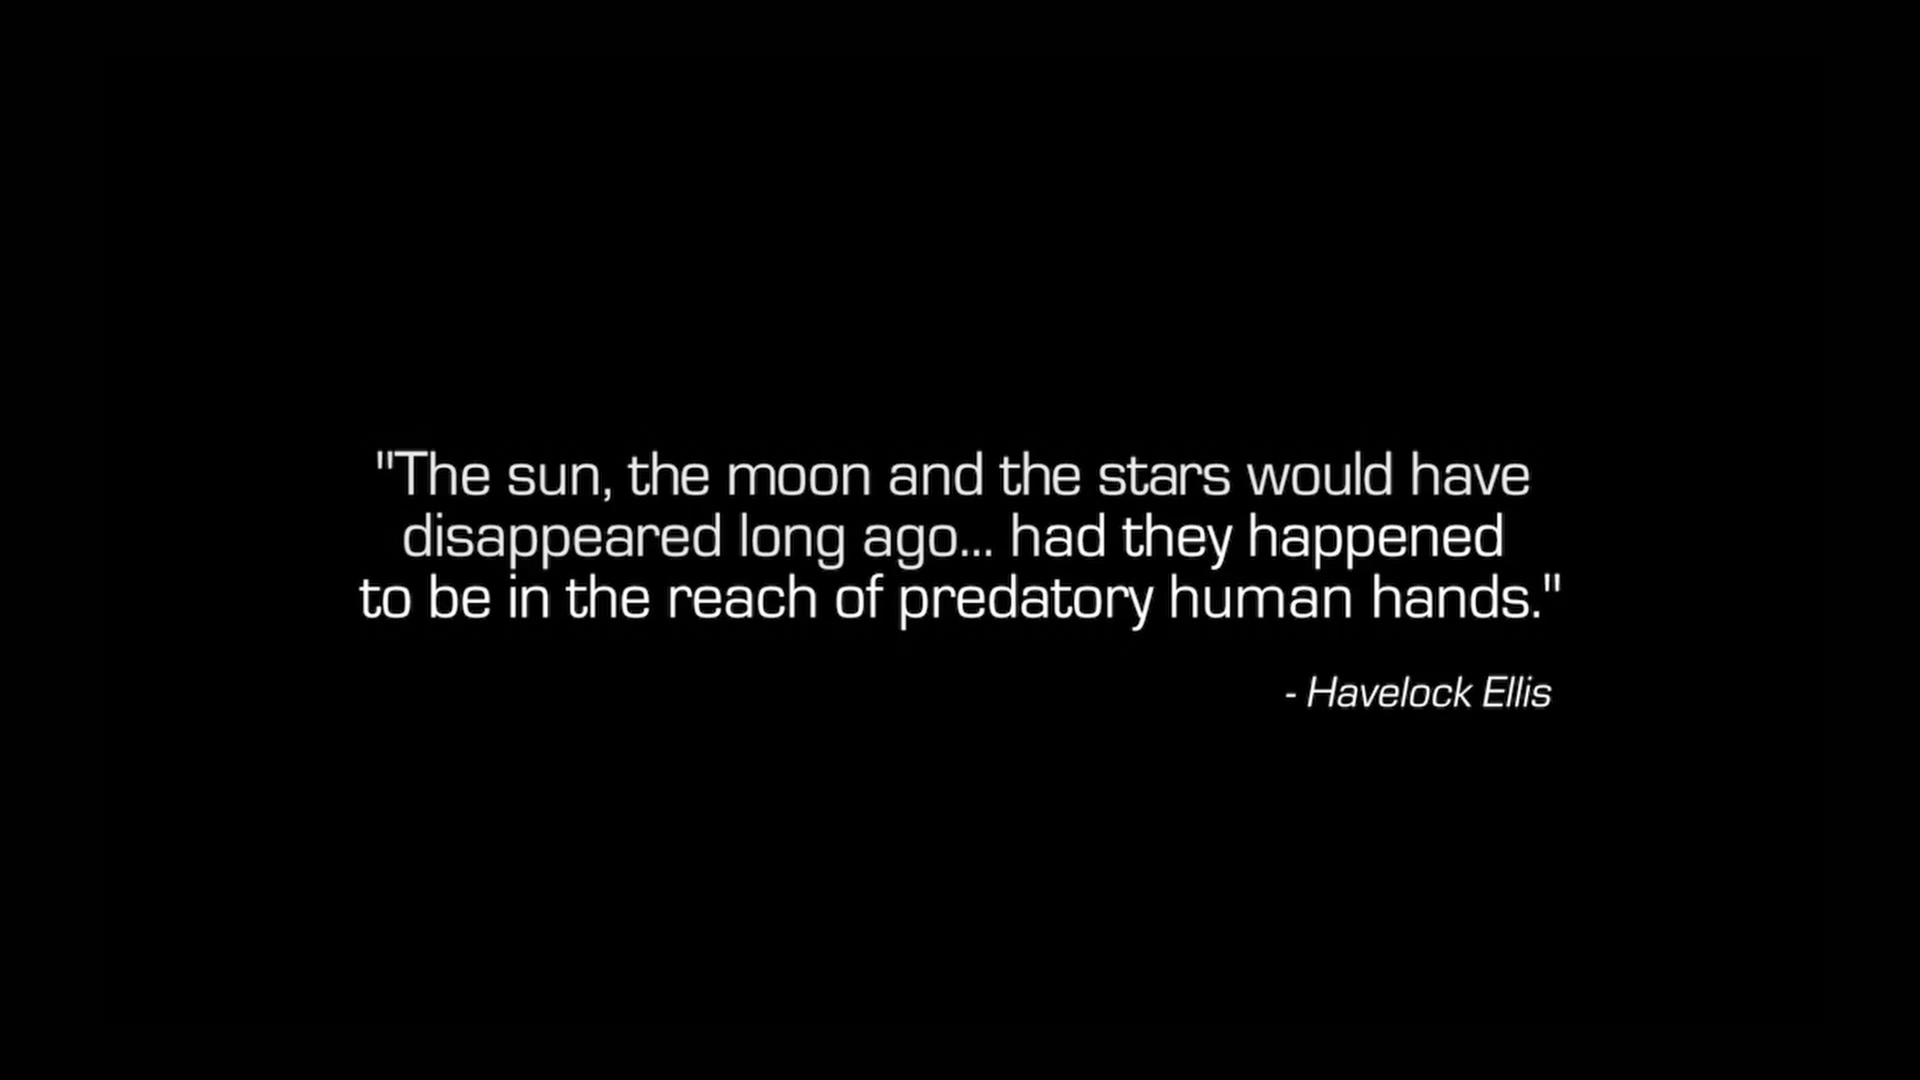 "The sun, the moon and the stars would have
disappeared long ago... had they happened
to be in the reach of predatory human hands."
- Havelock Ellis